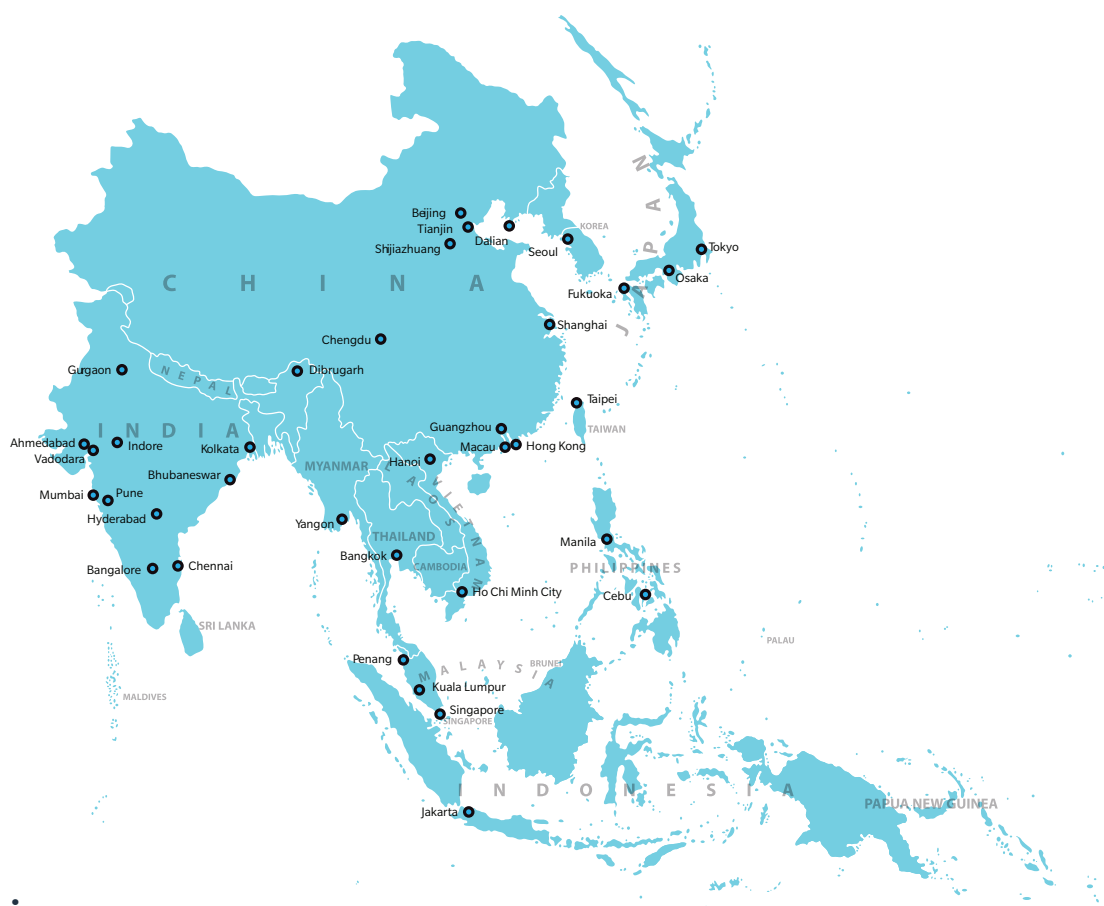 JAPAN
Beijing
Tianjin
KOREA
Dalian
Shijiazhuang
Seoul
Tokyo
Osaka
CHINA
Fukuoka
Shanghai
Chengdu
Gurgaon
Dibrugarh
NEPAL
Taipei
Guangzhou
TAIWAN
INDIA
Ahmedabad
Indore
Kolkata
Macau
Hong Kong
Vadodara
Hanoi
MYANMAR
LAOS
VIETNAM
Bhubaneswar
Mumbai
Pune
Hyderabad
Yangon
THAILAND
Manila
Bangkok
CAMBODIA
PHILIPPINES
Bangalore
Chennai
Ho Chi Minh City
Cebu
SRI LANKA
PALAU
Penang
MALAYSIA
BRUNEI
Kuala Lumpur
MALDIVES
Singapore
SINGAPORE
INDONESIA
PAPUA NEW GUINEA
Jakarta